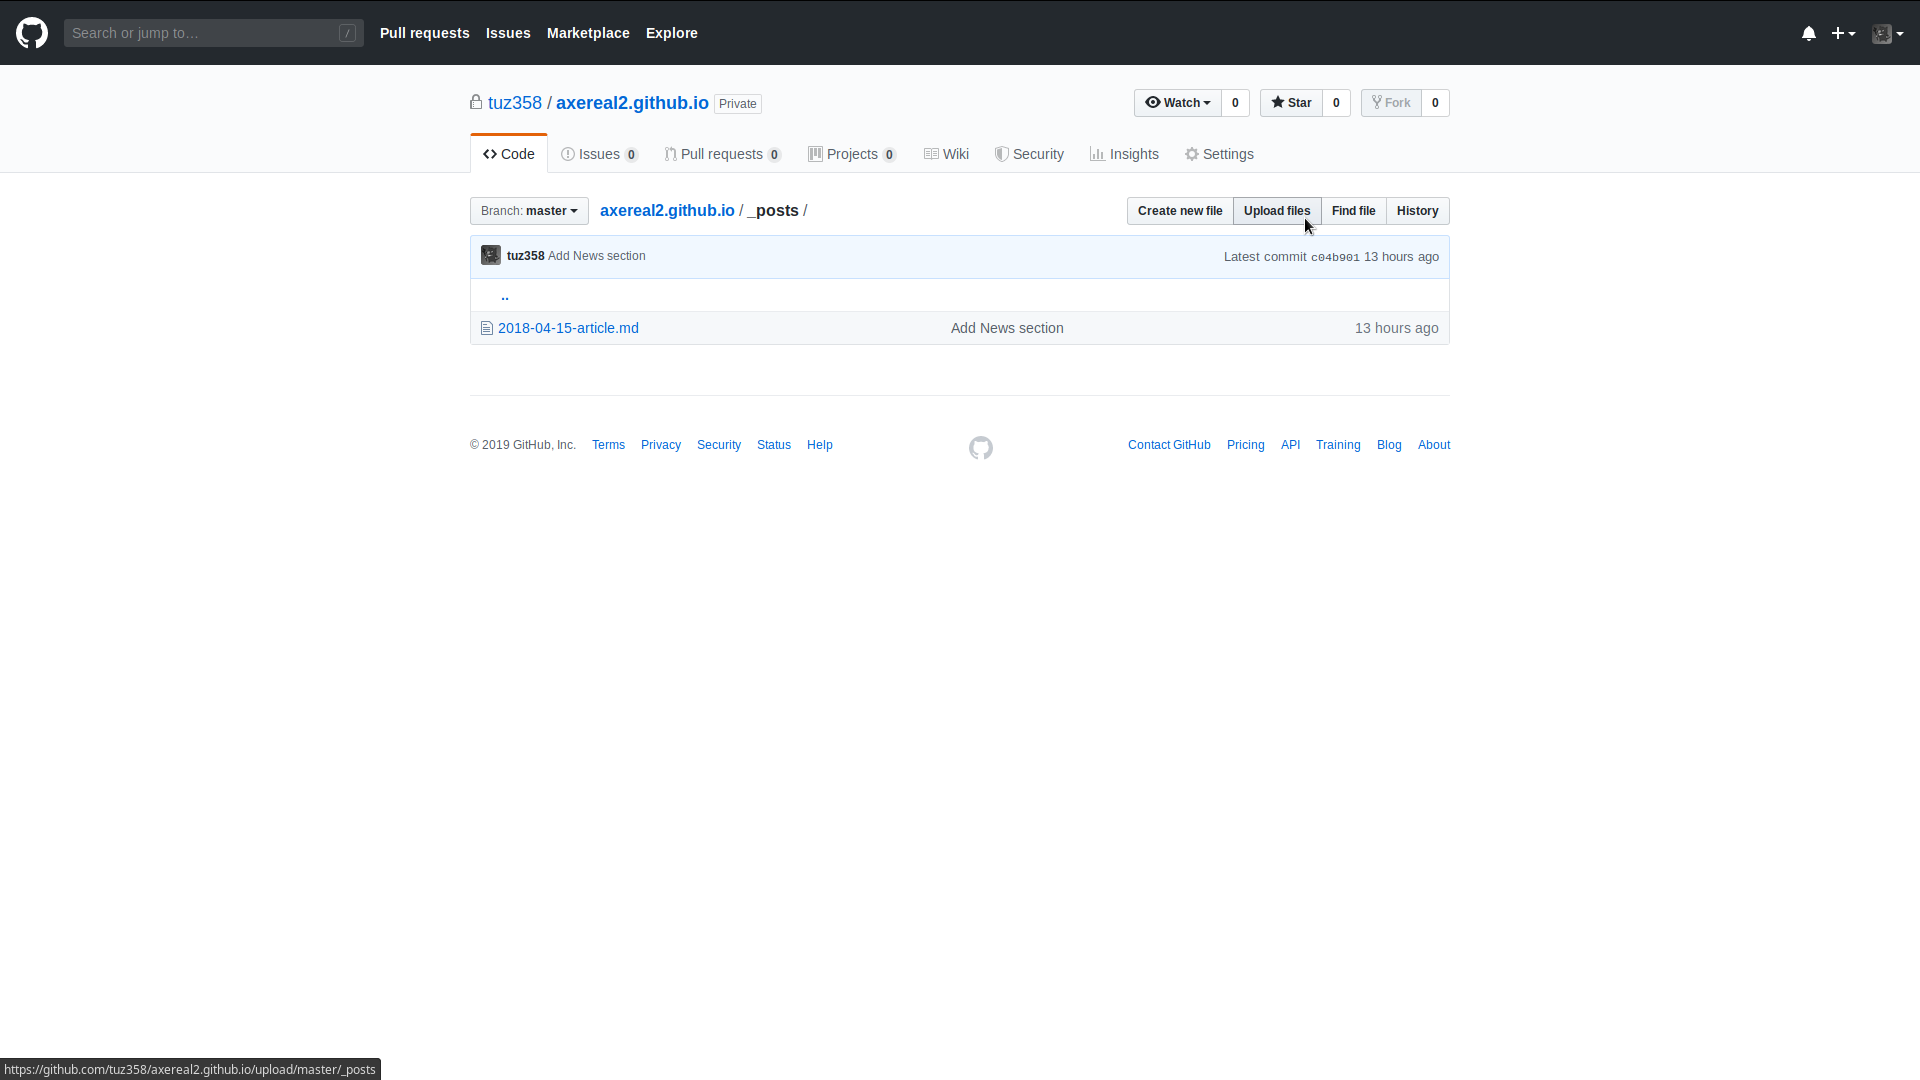 Search or jump to… /
Pull requests Issues Marketplace Explore
tuz358 / axereal2.github.io Private
Watch 0 Star 0 Fork 0
Code Issues 0 Pull requests 0 Projects 0 Wiki Security Insights Settings
Branch: master axereal2.github.io / _posts /
Create new file Upload files Find file History
tuz358 Add News section Latest commit c04b901 13 hours ago
..
2018-04-15-article.md Add News section 13 hours ago
© 2019 GitHub, Inc. Terms Privacy Security Status Help Contact GitHub Pricing API Training Blog About
https://github.com/tuz358/axereal2.github.io/upload/master/_posts